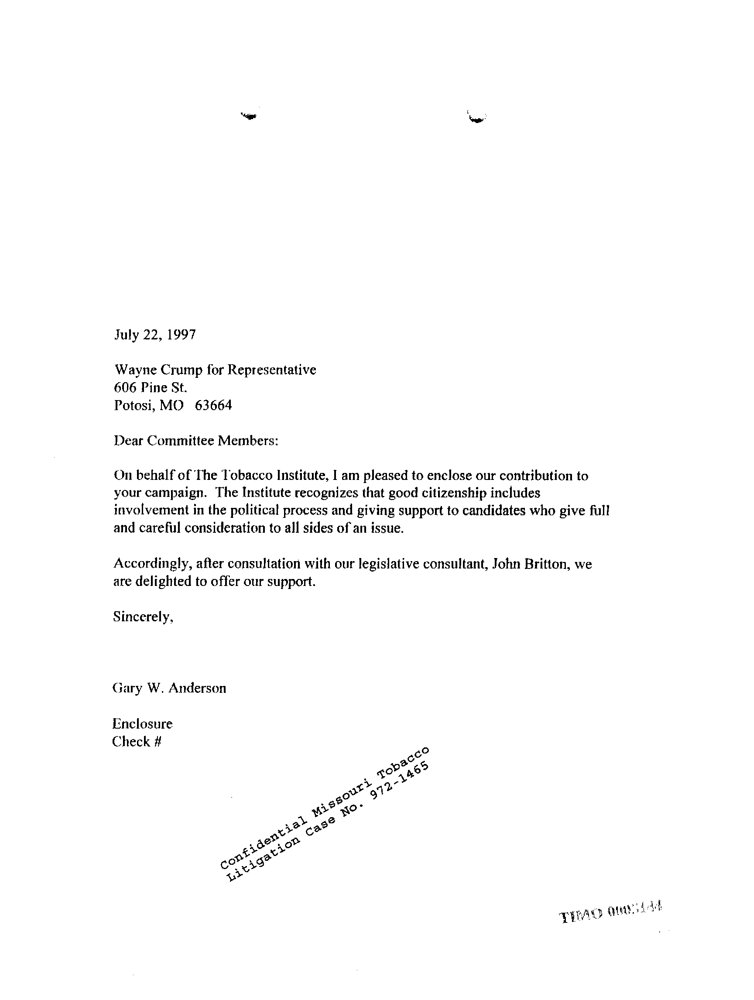 July 22, 1997
Wayne Crump for Representative
606 Pine St.
Potosi, MO 63664
Dear Committee Members:
On behalf of The Tobacco Institute, I am pleased to enclose our contribution to
your campaign. The Institute recognizes that good citizenship includes
involvement in the political process and giving support to candidates who give full
and careful consideration to all sides of an issue.
Accordingly, after consultation with our legislative consultant, John Britton, we
are delighted to offer our support.
Sincerely,
Gary W. Anderson
Enclosure
Check #
Confidential Missouri Tobacco
Litigation Case No. 972-1465